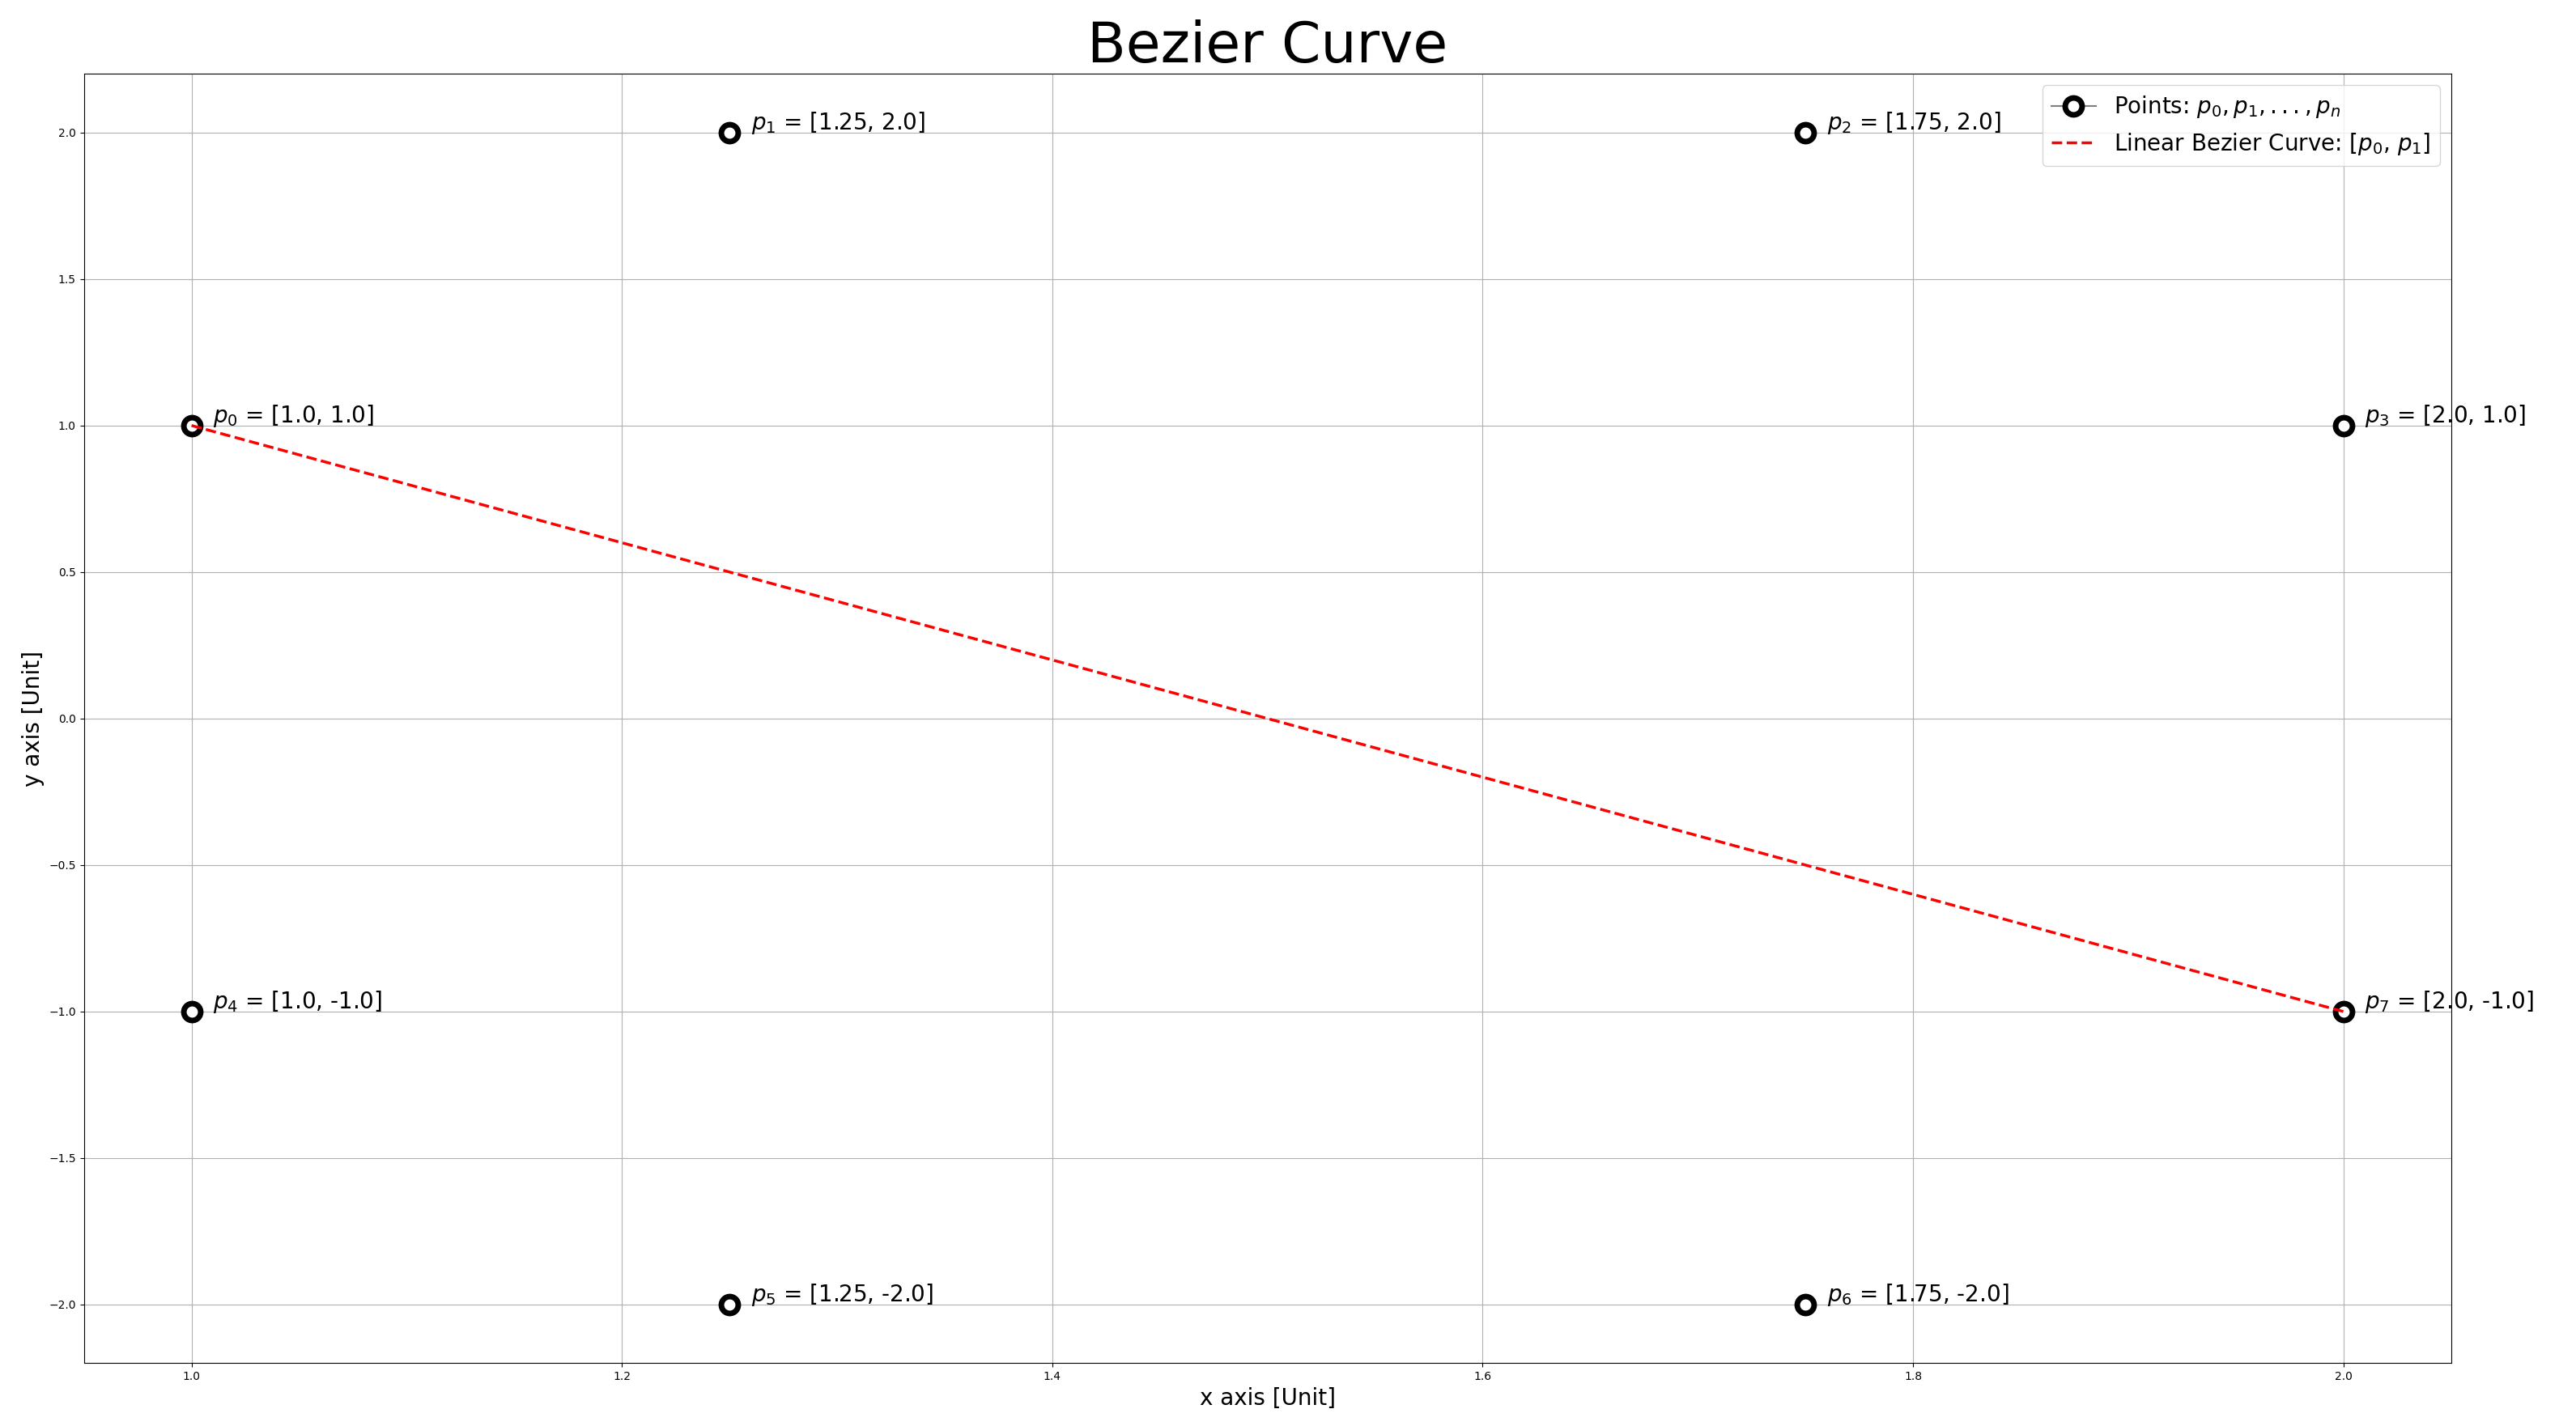 Bezier Curve
Points: p0, p1, . . . , pn
Linear Bezier Curve: [p0, p1]
p1 = [1.25, 2.0]
p2 = [1.75, 2.0]
p0 = [1.0, 1.0]
p3 = [2.0, 1.0]
p4 = [1.0, -1.0]
p7 = [2.0, -1.0]
p5 = [1.25, -2.0]
p6 = [1.75, -2.0]
2.0
1.5
1.0
0.5
0.0
−0.5
−1.0
−1.5
−2.0
y axis [Unit]
1.0 1.2 1.4 1.6 1.8 2.0
x axis [Unit]